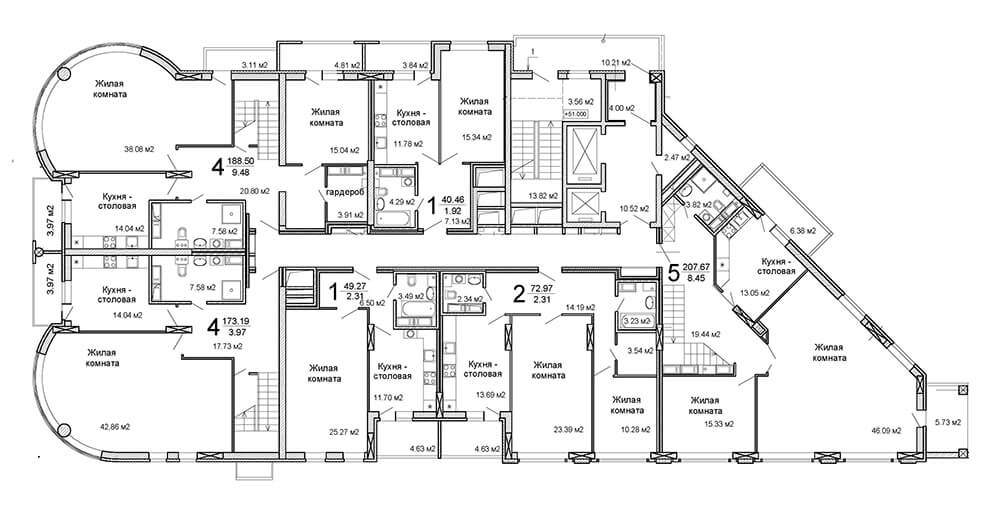 1
10.21 м2
3.11 м2
4.81 м2
3.84 м2
Жилая
комната
38.08 м2
Жилая
комната
15.04 м2
Кухня -
столовая
11.78 м2
Жилая
комната
15.34 м2
3.56 м2
+51.000
4.00 м2
13.82 м2
10.52 м2
2.47 м2
4 188.50
9.48
20.80 м2
гардероб
3.91 м2
4.29 м2
1 40.46
1.92
7.13 м2
3.82 м2
6.38 м2
3.97 м2
Кухня -
столовая
14.04 м2
7.58 м2
3.97 м2
Кухня -
столовая
14.04 м2
7.58 м2
4 173.19
3.97
17.73 м2
1 49.27
2.31
6.50 м2
3.49 м2
2.34 м2
2 72.97
2.31
14.19 м2
3.23 м2
3.54 м2
5 207.67
8.45
Кухня -
столовая
13.05 м2
19.44 м2
Жилая
комната
42.86 м2
Жилая
комната
25.27 м2
Кухня -
столовая
11.70 м2
4.63 м2
Кухня -
столовая
13.69 м2
4.63 м2
Жилая
комната
23.39 м2
Жилая
комната
10.28 м2
Жилая
комната
15.33 м2
Жилая
комната
46.09 м2
5.73 м2